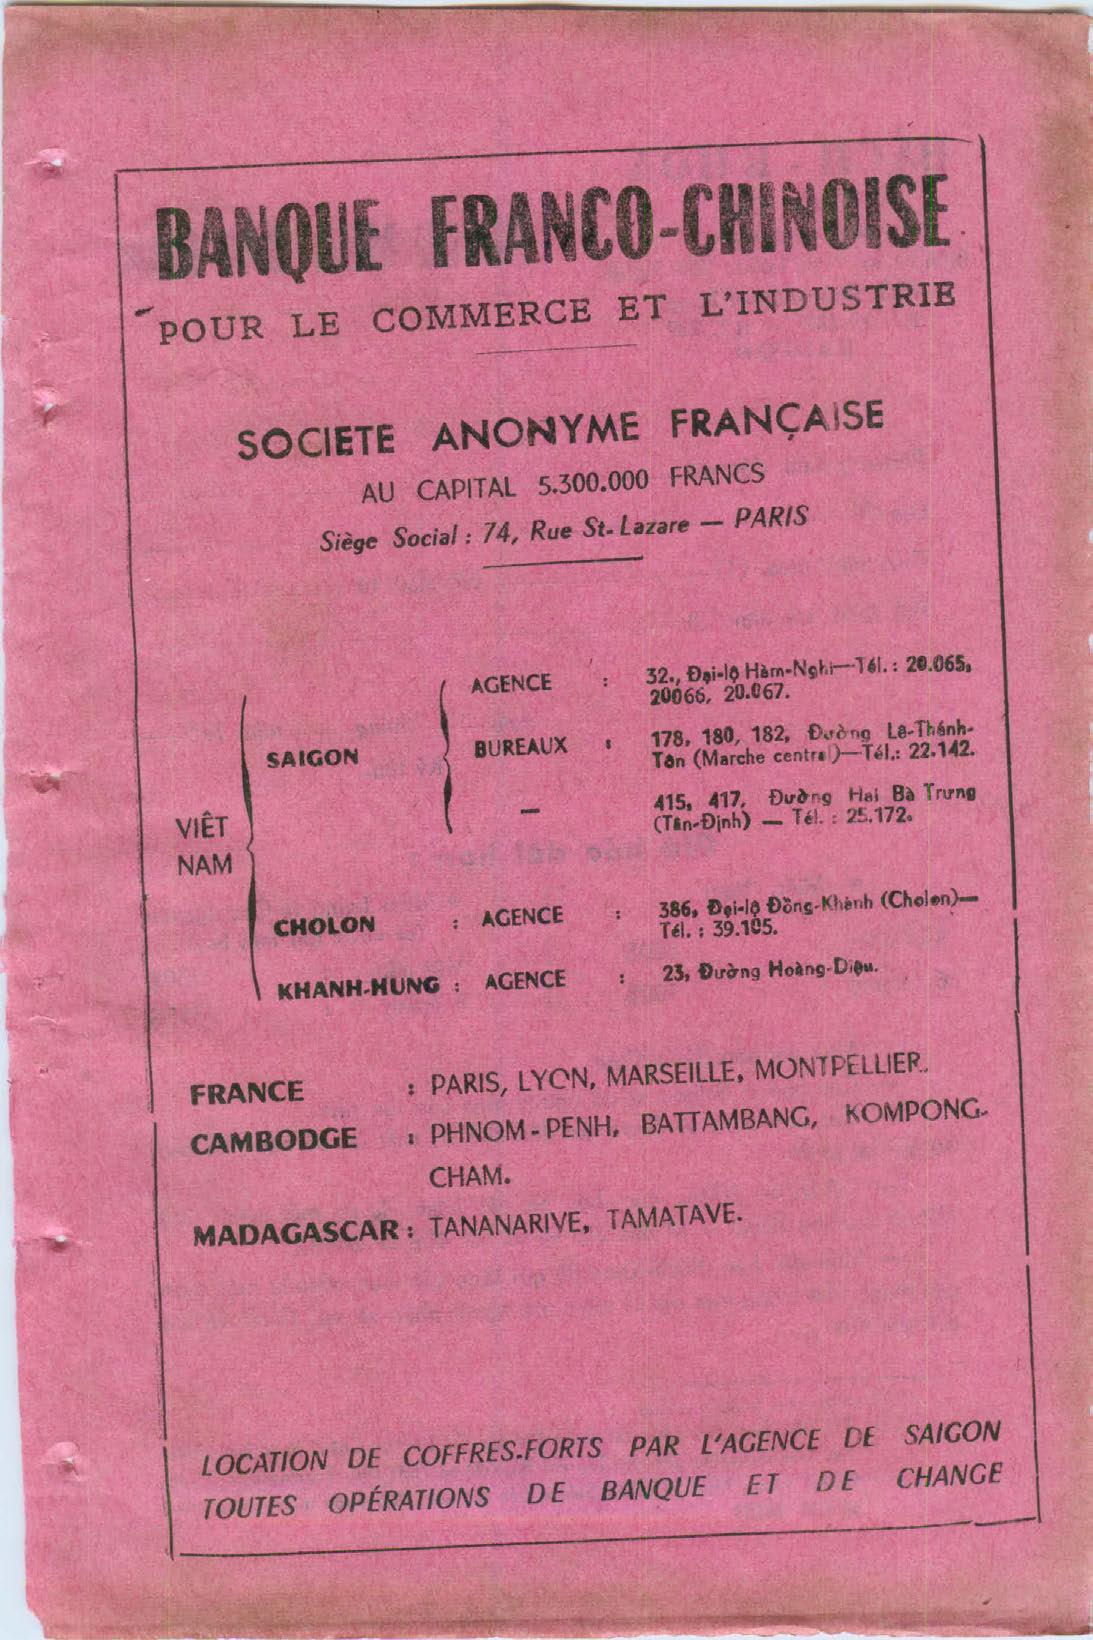 BANQUE FRANCO-CHINOISE
POUR LE COMMERCE ET L'INDUSTRIE
SOCIETE ANONYME FRANÇAISE
AU CAPITAL 5.300.000 FRANCS
Siège Social : 74, Rue St-Lazare — PARIS
VIÊT NAM
SAIGON
AGENCE : 32., Đại-lộ Hàm-Nghi—Tél. : 20.065,
20066, 20.067.
BUREAUX : 178, 180, 182, Đường Lê-Thánh-
Tôn (Marche central)—Tél.: 22.142.
— 415, 417, Đường Hai Bà Trưng
(Tân-Định) — Tél. : 25.172.
CHOLON : AGENCE : 386, Đại-lộ Đồng-Khánh (Cholon)—
Tél. : 39.105.
KHANH-HUNG : AGENCE : 23, Đường Hoàng-Diệu.
FRANCE : PARIS, LYON, MARSEILLE, MONTPELLIER.
CAMBODGE : PHNOM-PENH, BATTAMBANG, KOMPONG-
CHAM.
MADAGASCAR : TANANARIVE, TAMATAVE.
LOCATION DE COFFRES-FORTS PAR L'AGENCE DE SAIGON
TOUTES OPÉRATIONS DE BANQUE ET DE CHANGE